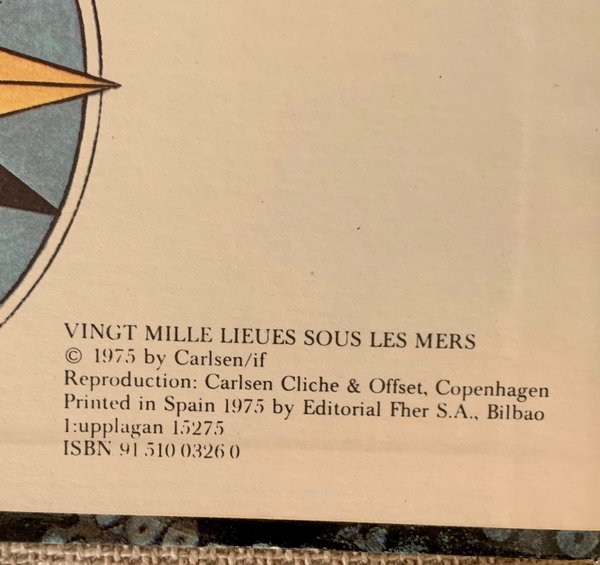 VINGT MILLE LIEUES SOUS LES MERS
© 1975 by Carlsen/if
Reproduction: Carlsen Cliche & Offset, Copenhagen
Printed in Spain 1975 by Editorial Fher S.A., Bilbao
1:upplagan 15275
ISBN 91 510 0326 0